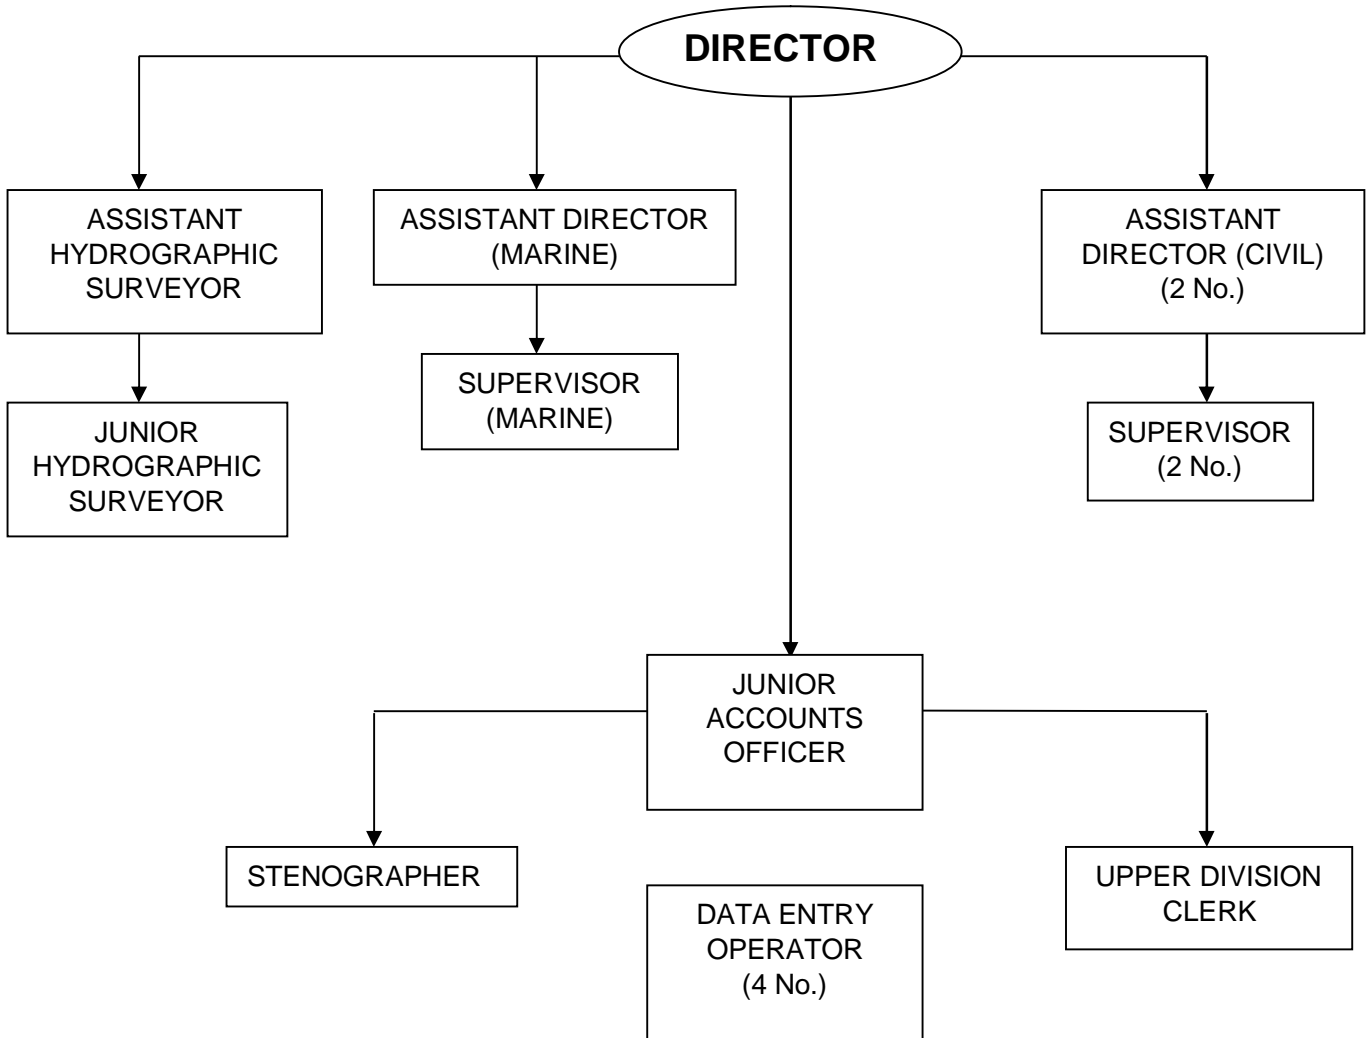 DIRECTOR
ASSISTANT
HYDROGRAPHIC
SURVEYOR
ASSISTANT DIRECTOR
(MARINE)
ASSISTANT
DIRECTOR (CIVIL)
(2 No.)
SUPERVISOR
(MARINE)
JUNIOR
HYDROGRAPHIC
SURVEYOR
SUPERVISOR
(2 No.)
JUNIOR
ACCOUNTS
OFFICER
STENOGRAPHER
DATA ENTRY
OPERATOR
(4 No.)
UPPER DIVISION
CLERK